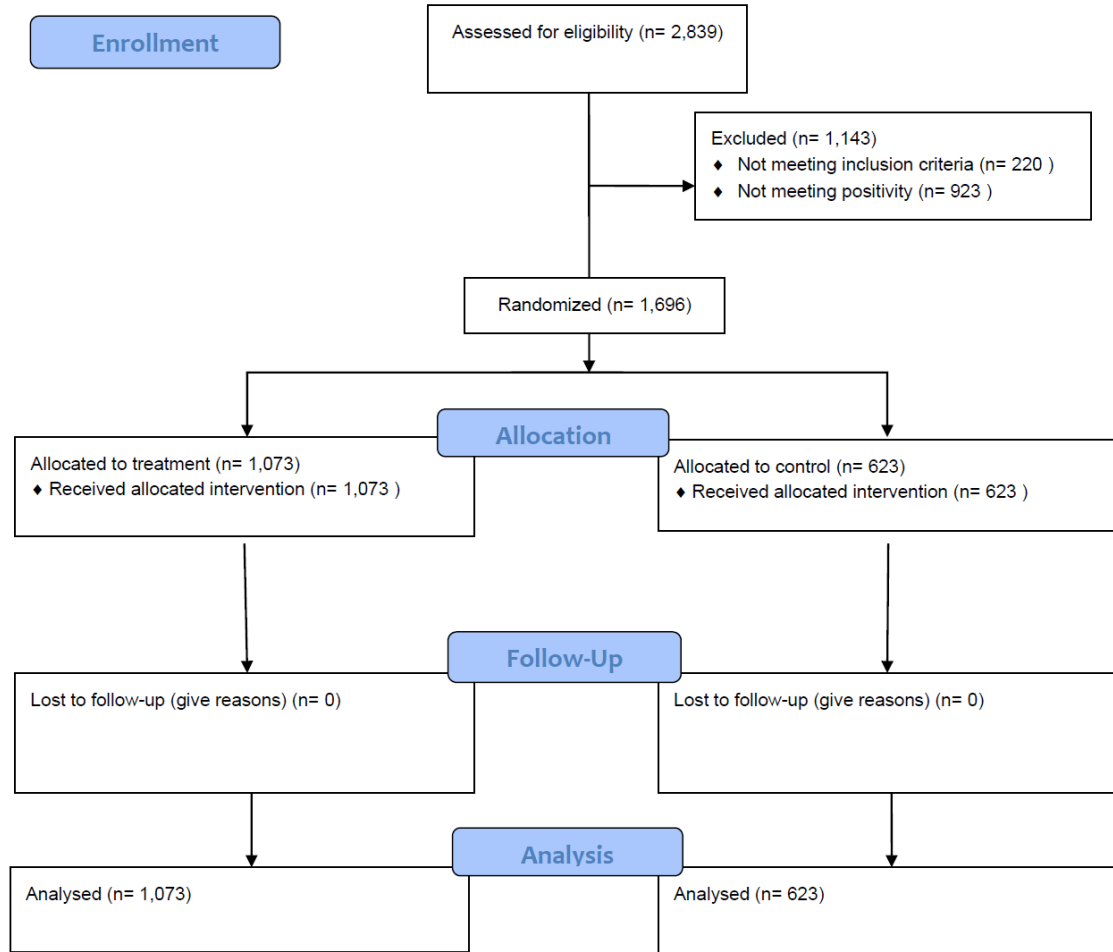 Enrollment
Assessed for eligibility (n= 2,839)
Excluded (n= 1,143)
♦ Not meeting inclusion criteria (n= 220 )
♦ Not meeting positivity (n= 923 )
Randomized (n= 1,696)
Allocation
Allocated to treatment (n= 1,073)
♦ Received allocated intervention (n= 1,073 )
Allocated to control (n= 623)
♦ Received allocated intervention (n= 623 )
Follow-Up
Lost to follow-up (give reasons) (n= 0)
Lost to follow-up (give reasons) (n= 0)
Analysis
Analysed (n= 1,073)
Analysed (n= 623)